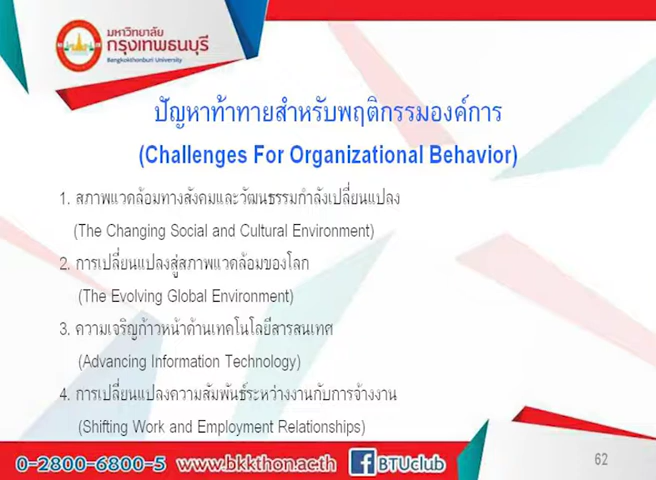 มหาวิทยาลัย
กรุงเทพธนบุรี
Bangkokthonburi University
ปัญหาท้าทายสำหรับพฤติกรรมองค์การ
(Challenges For Organizational Behavior)
1. สภาพแวดล้อมทางสังคมและวัฒนธรรมกำลังเปลี่ยนแปลง
(The Changing Social and Cultural Environment)
2. การเปลี่ยนแปลงสู่สภาพแวดล้อมของโลก
(The Evolving Global Environment)
3. ความเจริญก้าวหน้าด้านเทคโนโลยีสารสนเทศ
(Advancing Information Technology)
4. การเปลี่ยนแปลงความสัมพันธ์ระหว่างงานกับการจ้างงาน
(Shifting Work and Employment Relationships)
0-2800-6800-5 www.bkkthon.ac.th f BTUclub
62